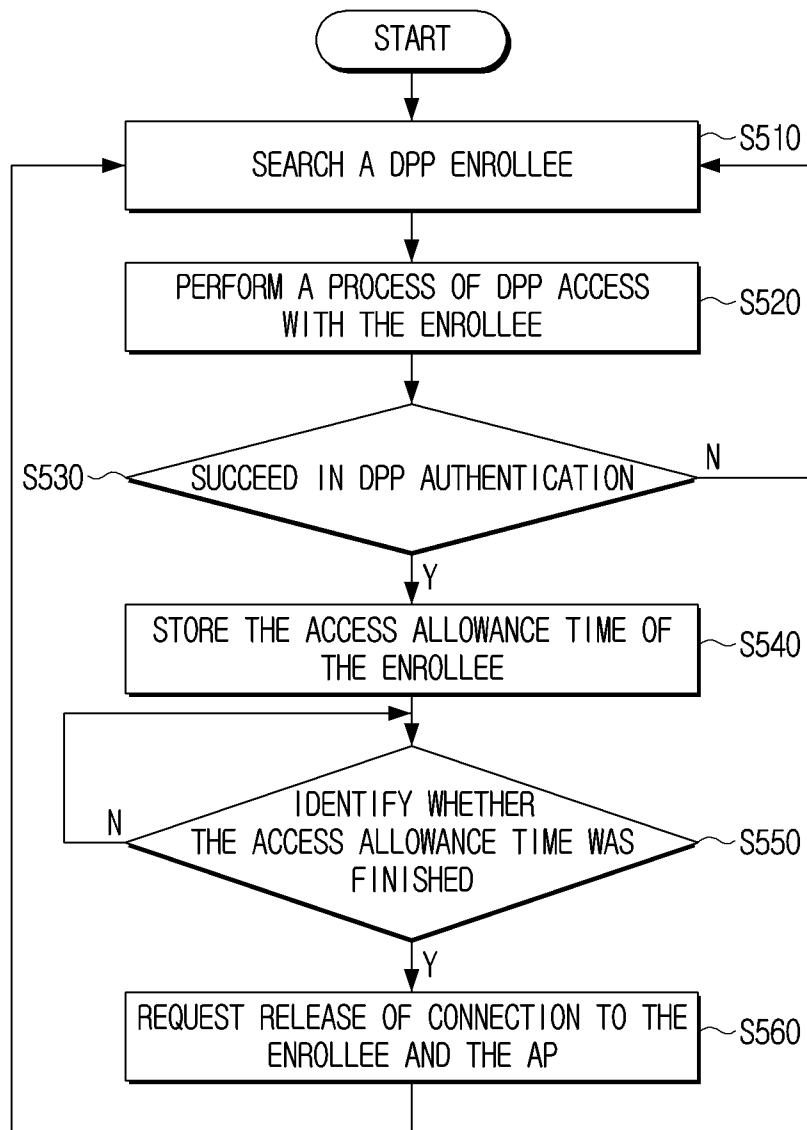 START
S510
SEARCH A DPP ENROLLEE
PERFORM A PROCESS OF DPP ACCESS
WITH THE ENROLLEE
S520
S530
SUCCEED IN DPP AUTHENTICATION
N
Y
STORE THE ACCESS ALLOWANCE TIME OF
THE ENROLLEE
S540
IDENTIFY WHETHER
THE ACCESS ALLOWANCE TIME WAS
FINISHED
N
S550
Y
REQUEST RELEASE OF CONNECTION TO THE
ENROLLEE AND THE AP
S560